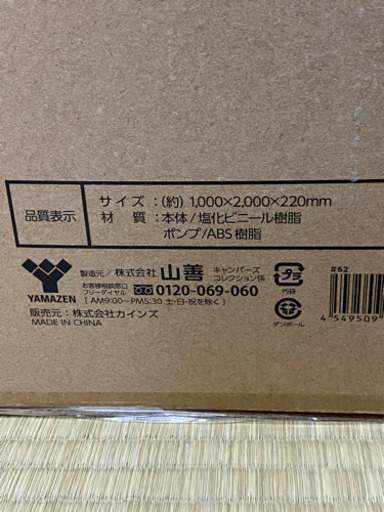 品質表示
サイズ：(約) 1,000×2,000×220mm
材質：本体/塩化ビニール樹脂
ポンプ/ABS樹脂
YAMAZEN
製造元／株式会社 山善 キャンパーズコレクション係
お客様相談窓口
フリーダイヤル 0120-069-060
[ AM9:00〜PM5:30 土・日・祝を除く ]
販売元：株式会社カインズ
MADE IN CHINA
プラ
内袋
ダンボール
#62
4 549509